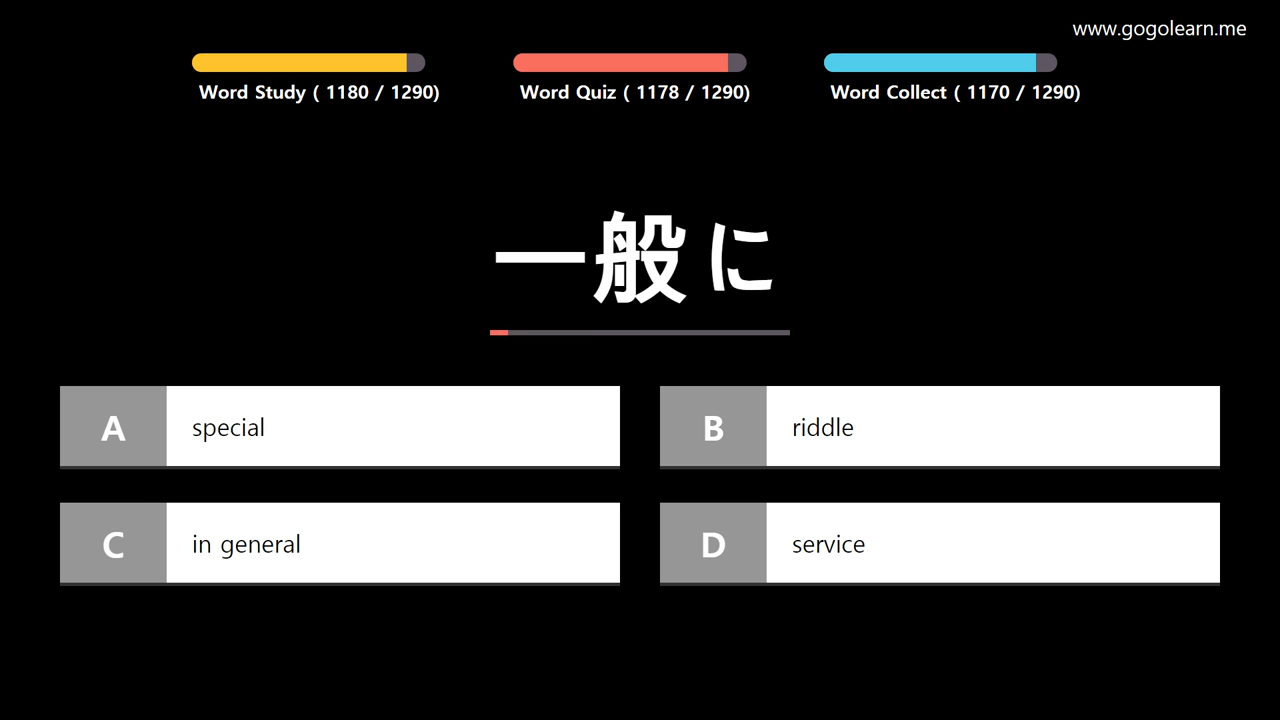 www.gogolearn.me
Word Study ( 1180 / 1290)
Word Quiz ( 1178 / 1290)
Word Collect ( 1170 / 1290)
一般に
A special
B riddle
C in general
D service